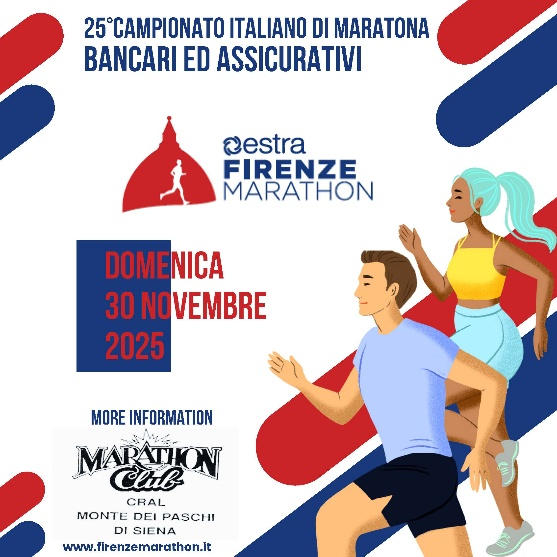 25°CAMPIONATO ITALIANO DI MARATONA
BANCARI ED ASSICURATIVI
estra
FIRENZE
MARATHON
DOMENICA
30 NOVEMBRE
2025
MORE INFORMATION
MARATHON
Club
CRAL
MONTE DEI PASCHI
DI SIENA
www.firenzemarathon.it